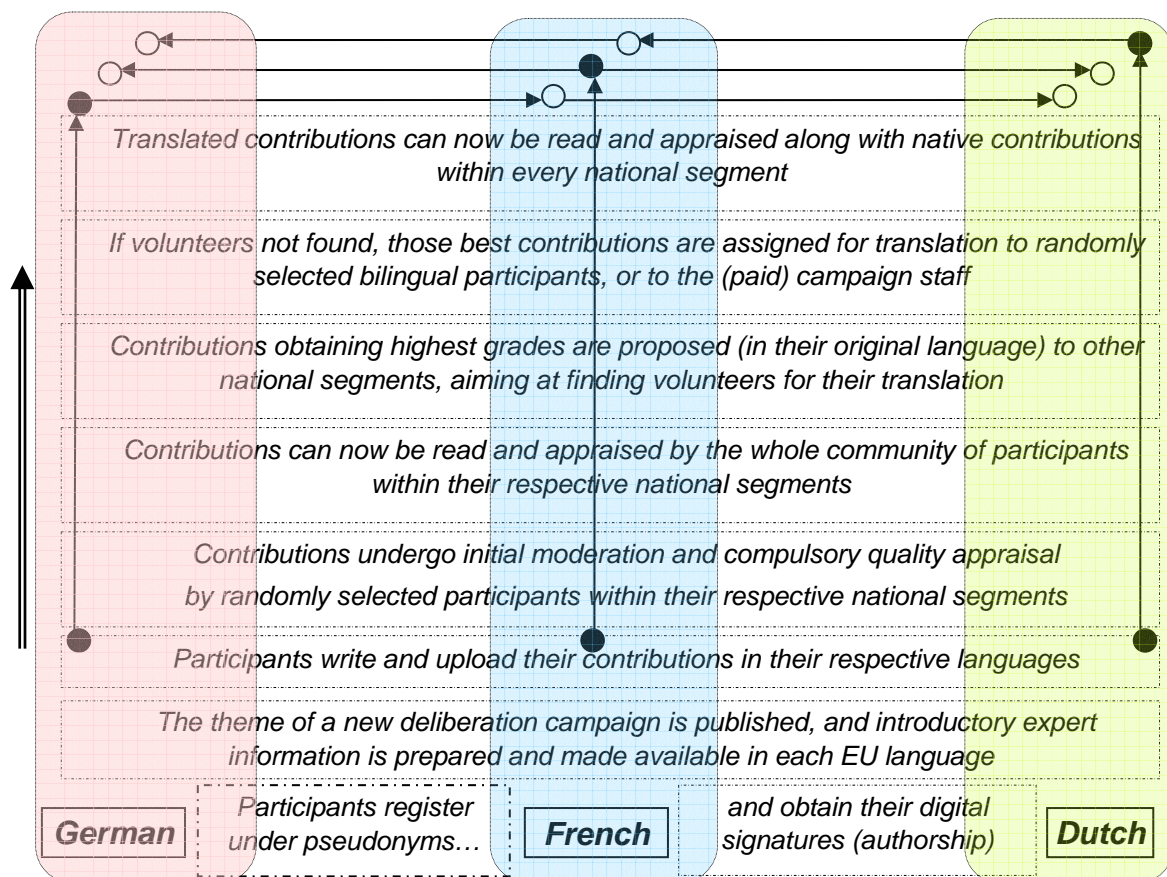 Translated contributions can now be read and appraised along with native contributions
within every national segment
If volunteers not found, those best contributions are assigned for translation to randomly
selected bilingual participants, or to the (paid) campaign staff
Contributions obtaining highest grades are proposed (in their original language) to other
national segments, aiming at finding volunteers for their translation
Contributions can now be read and appraised by the whole community of participants
within their respective national segments
Contributions undergo initial moderation and compulsory quality appraisal
by randomly selected participants within their respective national segments
Participants write and upload their contributions in their respective languages
The theme of a new deliberation campaign is published, and introductory expert
information is prepared and made available in each EU language
German
Participants register
under pseudonyms…
French
and obtain their digital
signatures (authorship)
Dutch